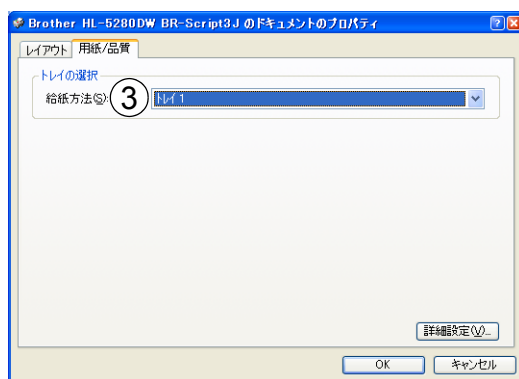 Brother HL-5280DW BR-Script3J のドキュメントのプロパティ
レイアウト 用紙/品質
トレイの選択
給紙方法(S): 3 トレイ 1
詳細設定(V)...
OK キャンセル